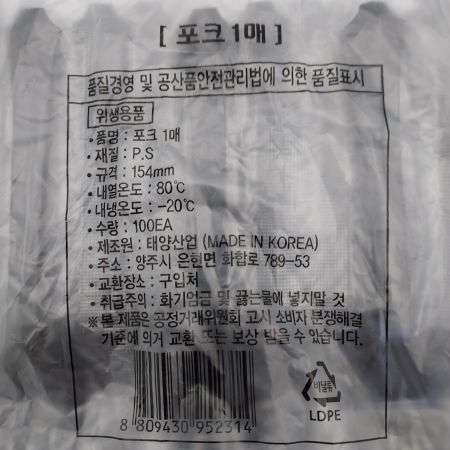 [ 포크 1매 ]
품질경영 및 공산품안전관리법에 의한 품질표시
위생용품
• 품명 : 포크 1매
• 재질 : P.S
• 규격 : 154mm
• 내열온도 : 80℃
• 내냉온도 : -20℃
• 수량 : 100EA
• 제조원 : 태양산업 (MADE IN KOREA)
• 주소 : 양주시 은현면 화합로 789-53
• 교환장소 : 구입처
• 취급주의 : 화기엄금 및 끓는물에 넣지말 것
※ 본 제품은 공정거래위원회 고시 소비자 분쟁해결
기준에 의거 교환 또는 보상 받을 수 있습니다.
비닐류
LDPE
8 809430 952314